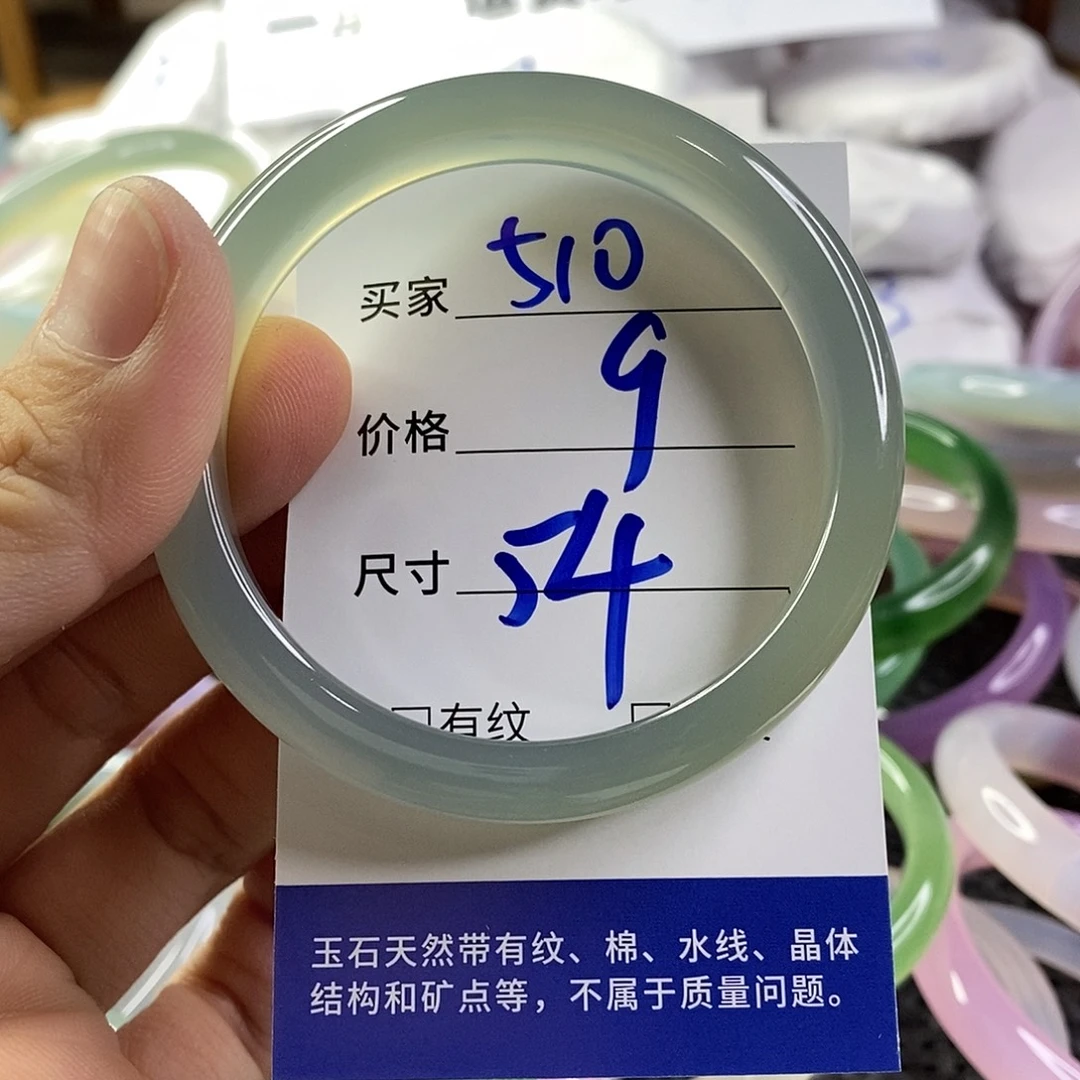 买家 510
价格 9
尺寸 54
有纹
玉石天然带有纹、棉、水线、晶体
结构和矿点等，不属于质量问题。